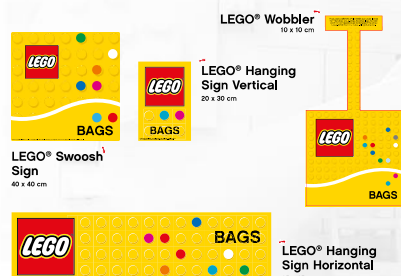 LEGO® Wobbler
10 x 10 cm
LEGO
BAGS
LEGO® Swoosh
Sign
40 x 40 cm
LEGO
BAGS
LEGO® Hanging
Sign Vertical
20 x 30 cm
LEGO
BAGS
LEGO
BAGS
LEGO® Hanging
Sign Horizontal